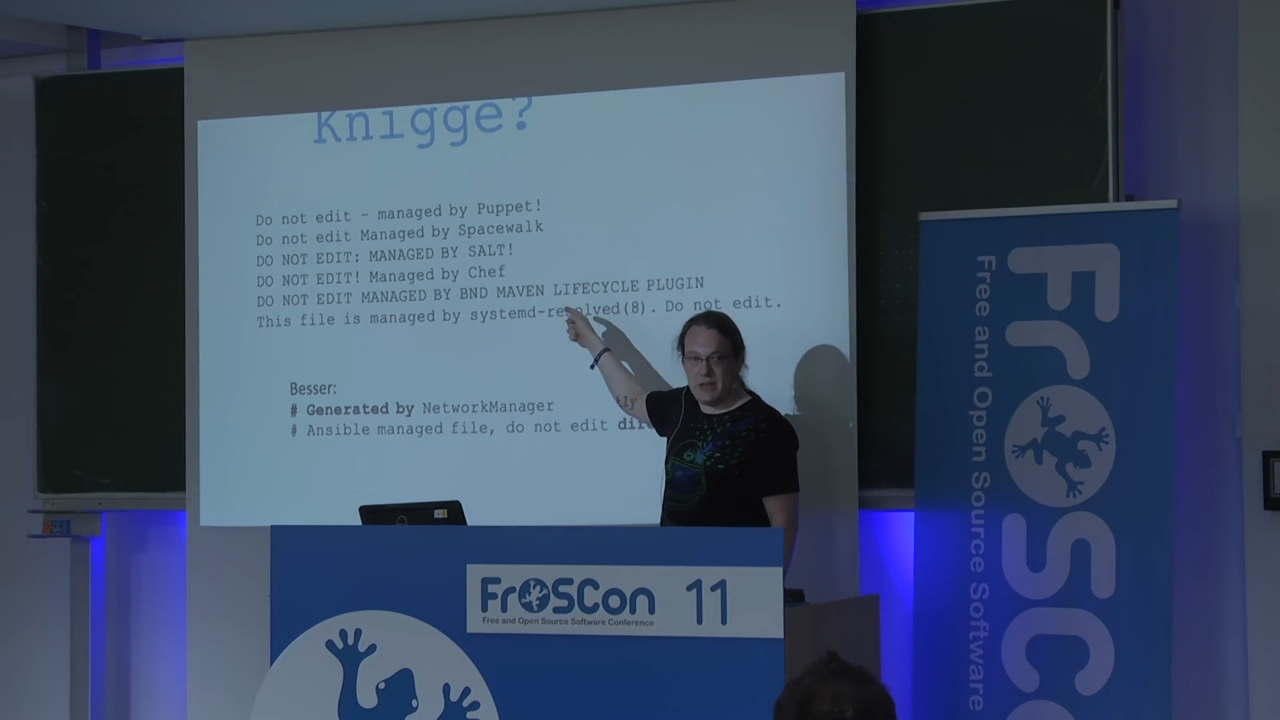 Knigge?
Do not edit – managed by Puppet!
Do not edit Managed by Spacewalk
DO NOT EDIT: MANAGED BY SALT!
DO NOT EDIT! Managed by Chef
DO NOT EDIT MANAGED BY BND MAVEN LIFECYCLE PLUGIN
This file is managed by systemd-resolved(8). Do not edit.
Besser:
# Generated by NetworkManager
# Ansible managed file, do not edit
FrOSCon 11
Free and Open Source Software Conference
FrOSCo
Free and Open Source Software